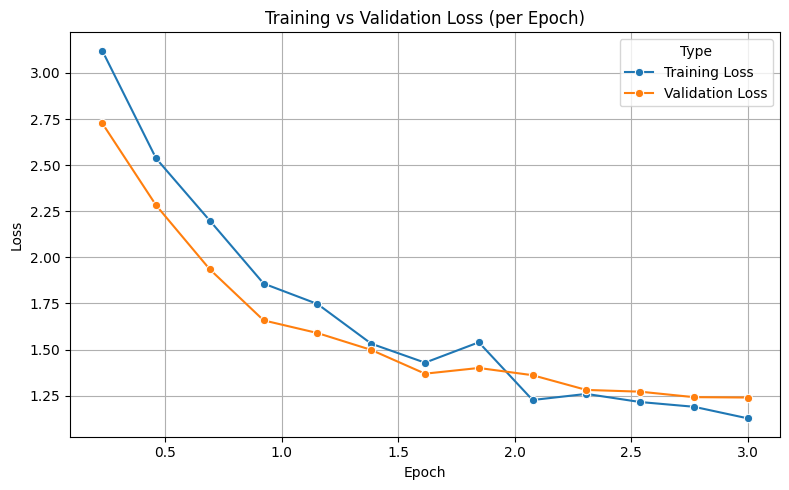 Training vs Validation Loss (per Epoch)
Type
Training Loss
Validation Loss
3.00
2.75
2.50
2.25
2.00
1.75
1.50
1.25
Loss
0.5 1.0 1.5 2.0 2.5 3.0
Epoch